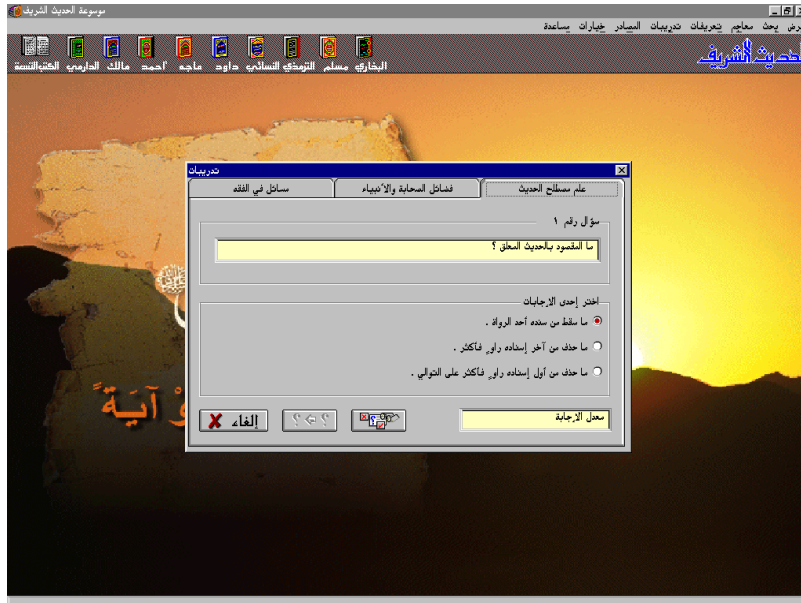 موسوعة الحديث الشريف
عرض بحث معاجم تعريفات تدريبات المصادر خيارات مساعدة
الحديث الشريف
البخاري مسلم الترمذي النسائي داود ماجه أحمد مالك الدارمي الكتب التسعة
تدريبات
علم مصطلح الحديث فضائل الصحابة والأنبياء مسائل في الفقه
سؤال رقم ١
ما المقصود بالحديث المعلق ؟
اختر إحدى الإجابات
ما سقط من سنده أحد الرواة .
ما حذف من آخر إسناده راوٍ فأكثر .
ما حذف من أول إسناده راوٍ فأكثر على التوالي .
معدل الإجابة
؟ ؟ إلغاء
وْ آيَةً